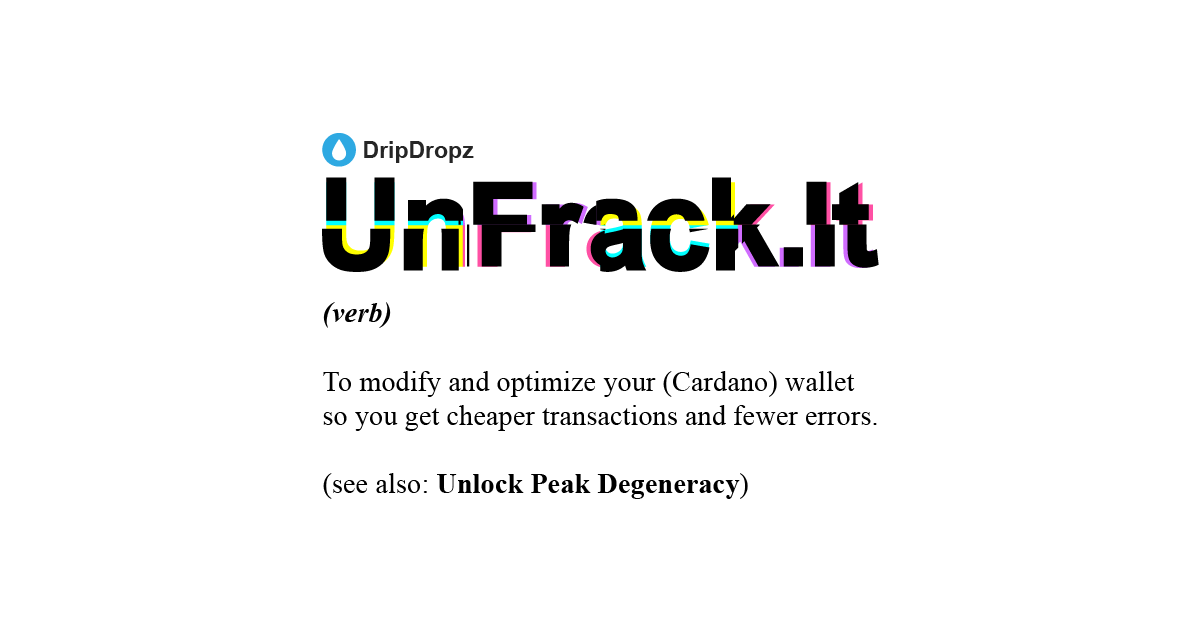 DripDropz
UnFrack.It
(verb)
To modify and optimize your (Cardano) wallet
so you get cheaper transactions and fewer errors.
(see also: Unlock Peak Degeneracy)